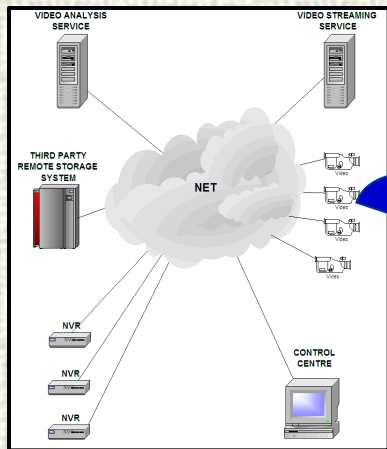 VIDEO ANALYSIS
SERVICE
VIDEO STREAMING
SERVICE
THIRD PARTY
REMOTE STORAGE
SYSTEM
NET
Video
Video
Video
Video
NVR
NVR
NVR
CONTROL
CENTRE